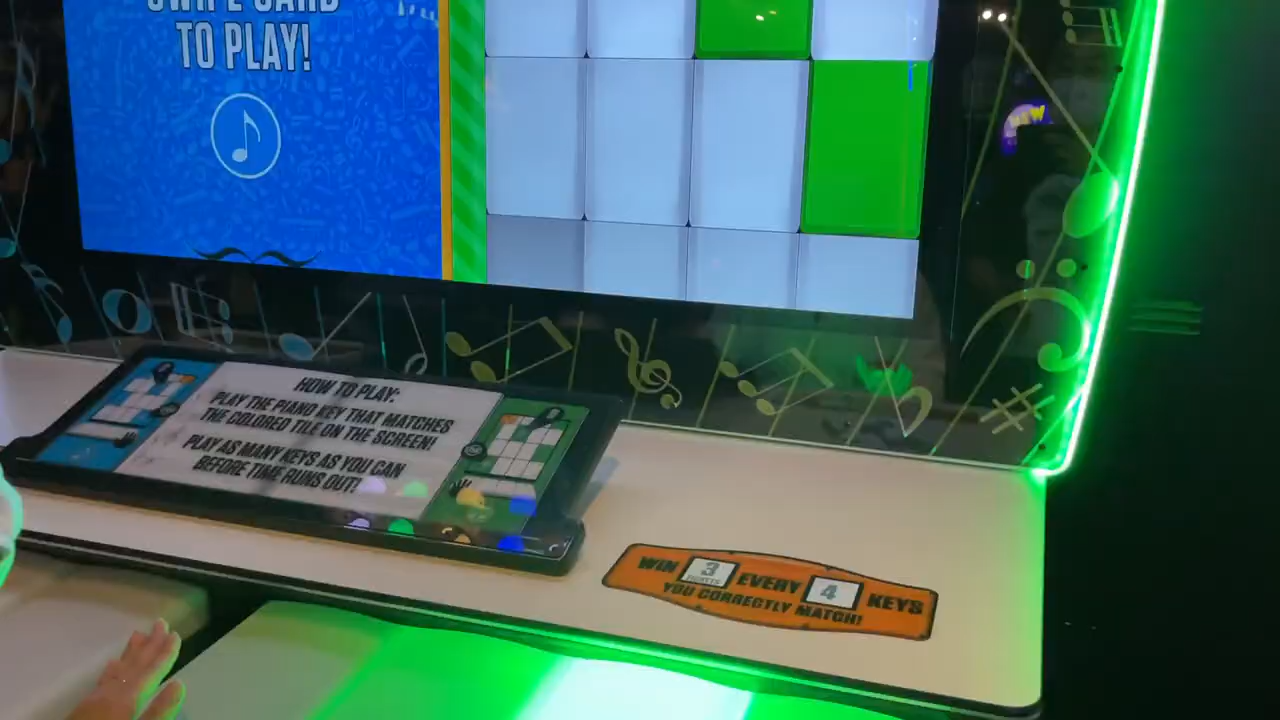 SWIPE CARD
TO PLAY!
NEW
HOW TO PLAY:
PLAY THE PIANO KEY THAT MATCHES
THE COLORED TILE ON THE SCREEN!
PLAY AS MANY KEYS AS YOU CAN
BEFORE TIME RUNS OUT!
WIN 3 TICKETS EVERY 4 KEYS
YOU CORRECTLY MATCH!